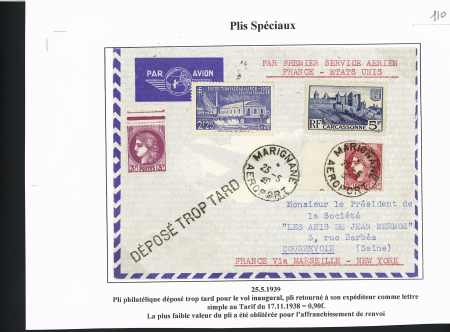 Plis Spéciaux
110
PAR PREMIER SERVICE AERIEN
FRANCE - ETATS UNIS
PAR AVION
RF CARCASSONNE 5F
MARIGNANE
AEROPORT
MARIGNANE
AEROPORT
DÉPOSÉ TROP TARD
Monsieur le Président de
la Société
"LES AMIS DE JEAN MERMOZ"
5, rue Barbès
COURBEVOIE (Seine)
FRANCE VIA MARSEILLE - NEW YORK
25.5.1939
Pli philatélique déposé trop tard pour le vol inaugural, pli retourné à son expéditeur comme lettre
simple au Tarif du 17.11.1938 = 0,90f.
La plus faible valeur du pli a été oblitérée pour l'affranchissement de renvoi